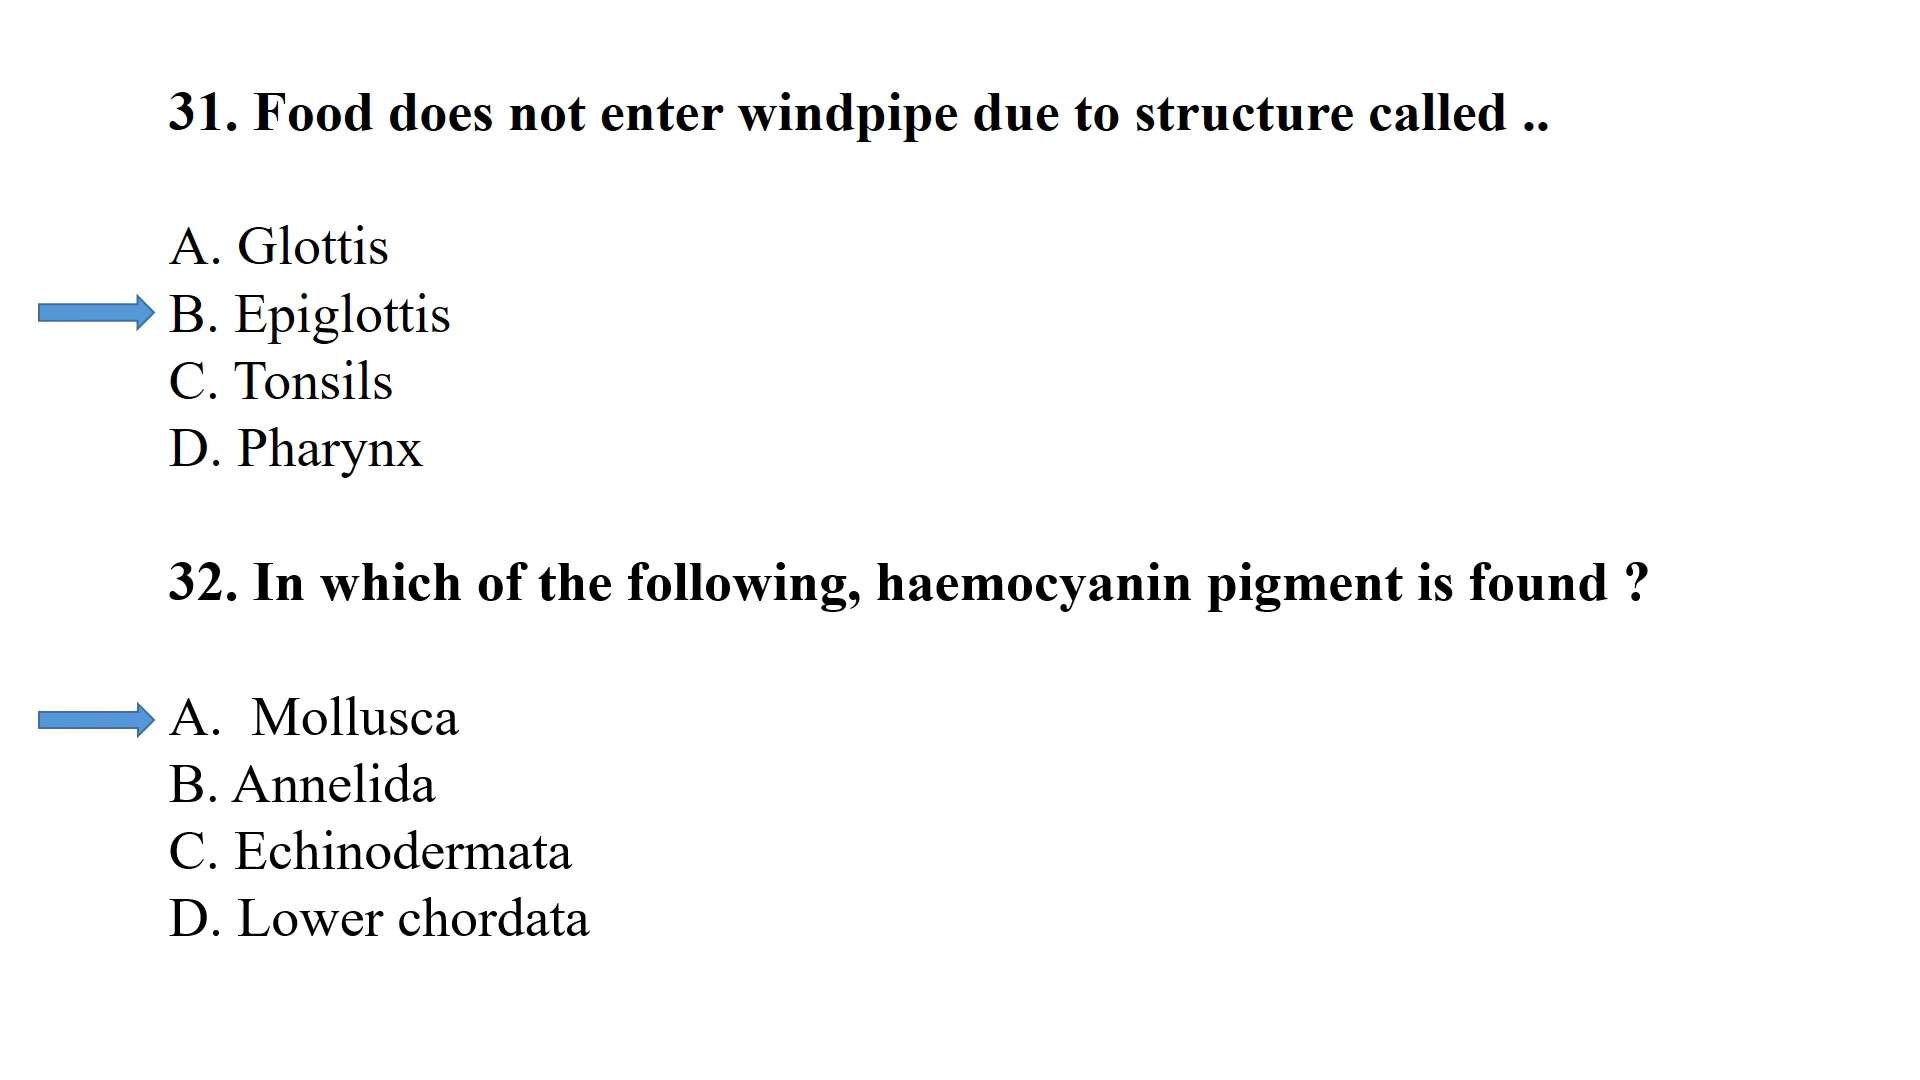 31. Food does not enter windpipe due to structure called ..
A. Glottis
B. Epiglottis
C. Tonsils
D. Pharynx
32. In which of the following, haemocyanin pigment is found ?
A. Mollusca
B. Annelida
C. Echinodermata
D. Lower chordata